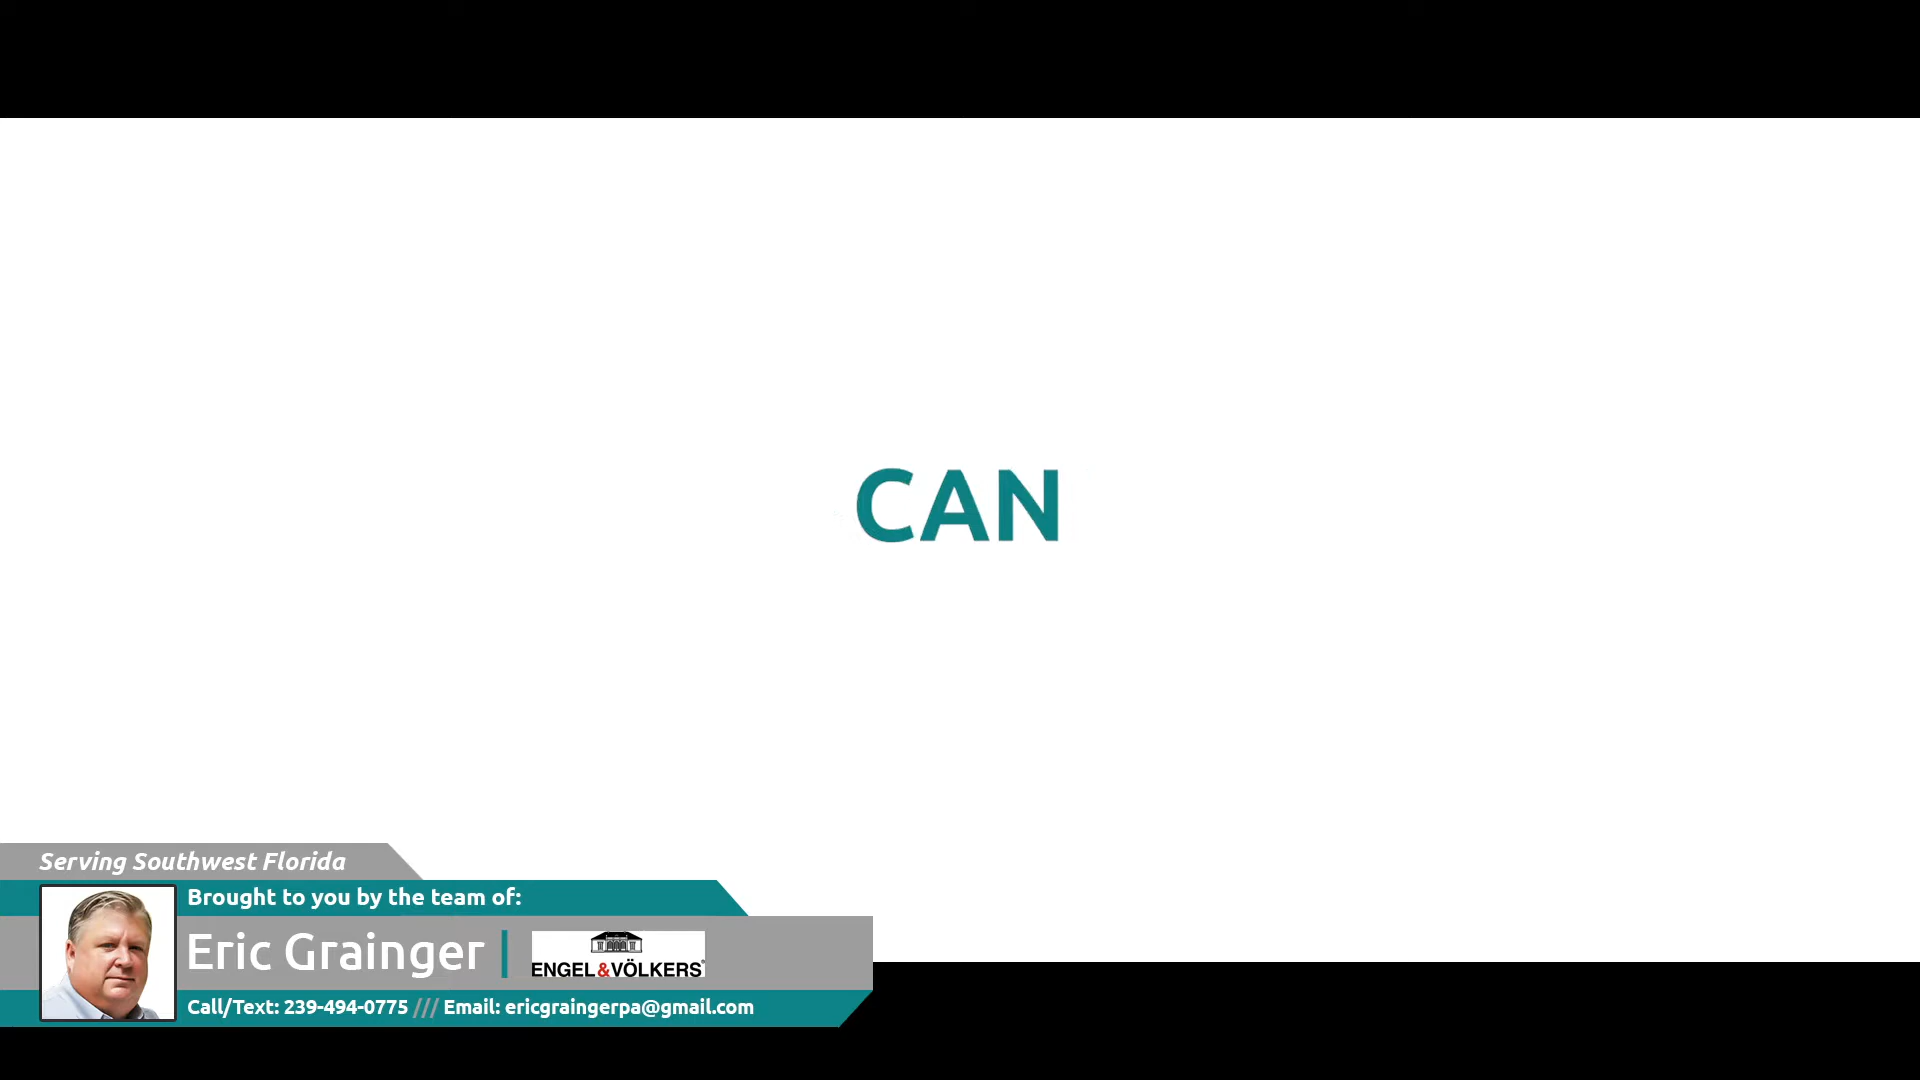 CAN
Serving Southwest Florida
Brought to you by the team of:
Eric Grainger
ENGEL&VÖLKERS®
Call/Text: 239-494-0775 /// Email: ericgraingerpa@gmail.com